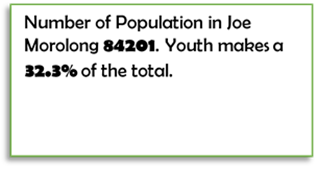 Number of Population in Joe
Morolong 84201. Youth makes a
32.3% of the total.